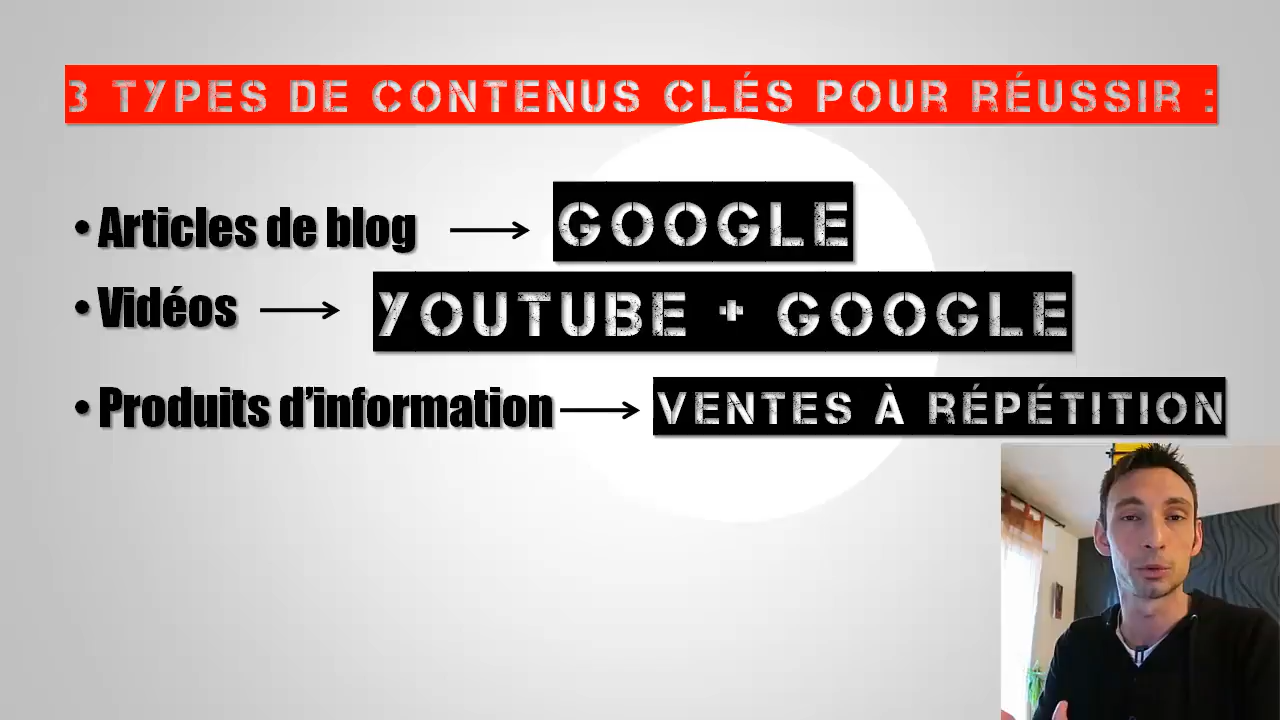 3 TYPES DE CONTENUS CLÉS POUR RÉUSSIR :
• Articles de blog → GOOGLE
• Vidéos → YOUTUBE + GOOGLE
• Produits d’information → VENTES À RÉPÉTITION